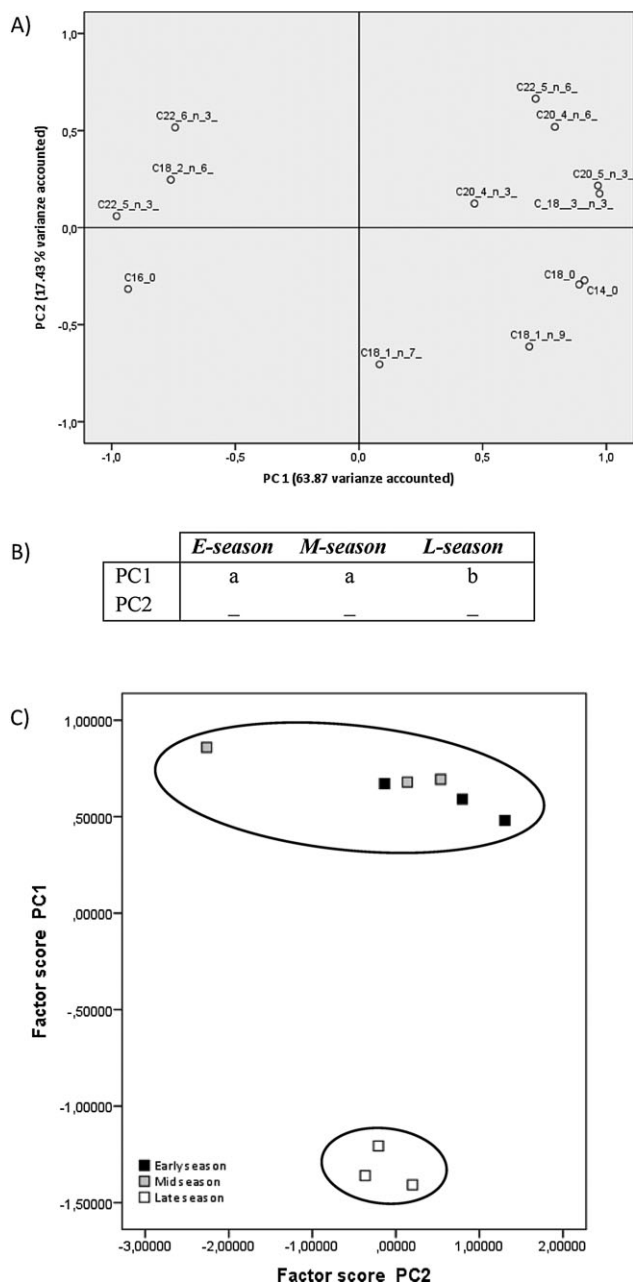 A)
1,0
0,5
0,0
-0,5
-1,0
PC2 (17.43 % varianze accounted)
C22_5_n_6_
C22_6_n_3_
C20_4_n_6_
C18_2_n_6_
C20_5_n_3_
C22_5_n_3_
C20_4_n_3_
C_18__3__n_3_
C16_0
C18_0
C14_0
C18_1_n_9_
C18_1_n_7_
-1,0 -0,5 0,0 0,5 1,0
PC1 (63.87 varianze accounted)
B)
E-season M-season L-season
PC1 a a b
PC2 _ _ _
C)
1,00000
,50000
,00000
-,50000
-1,00000
-1,50000
Factor score PC1
Early season
Mid season
Late season
-3,00000 -2,00000 -1,00000 ,00000 1,00000 2,00000
Factor score PC2